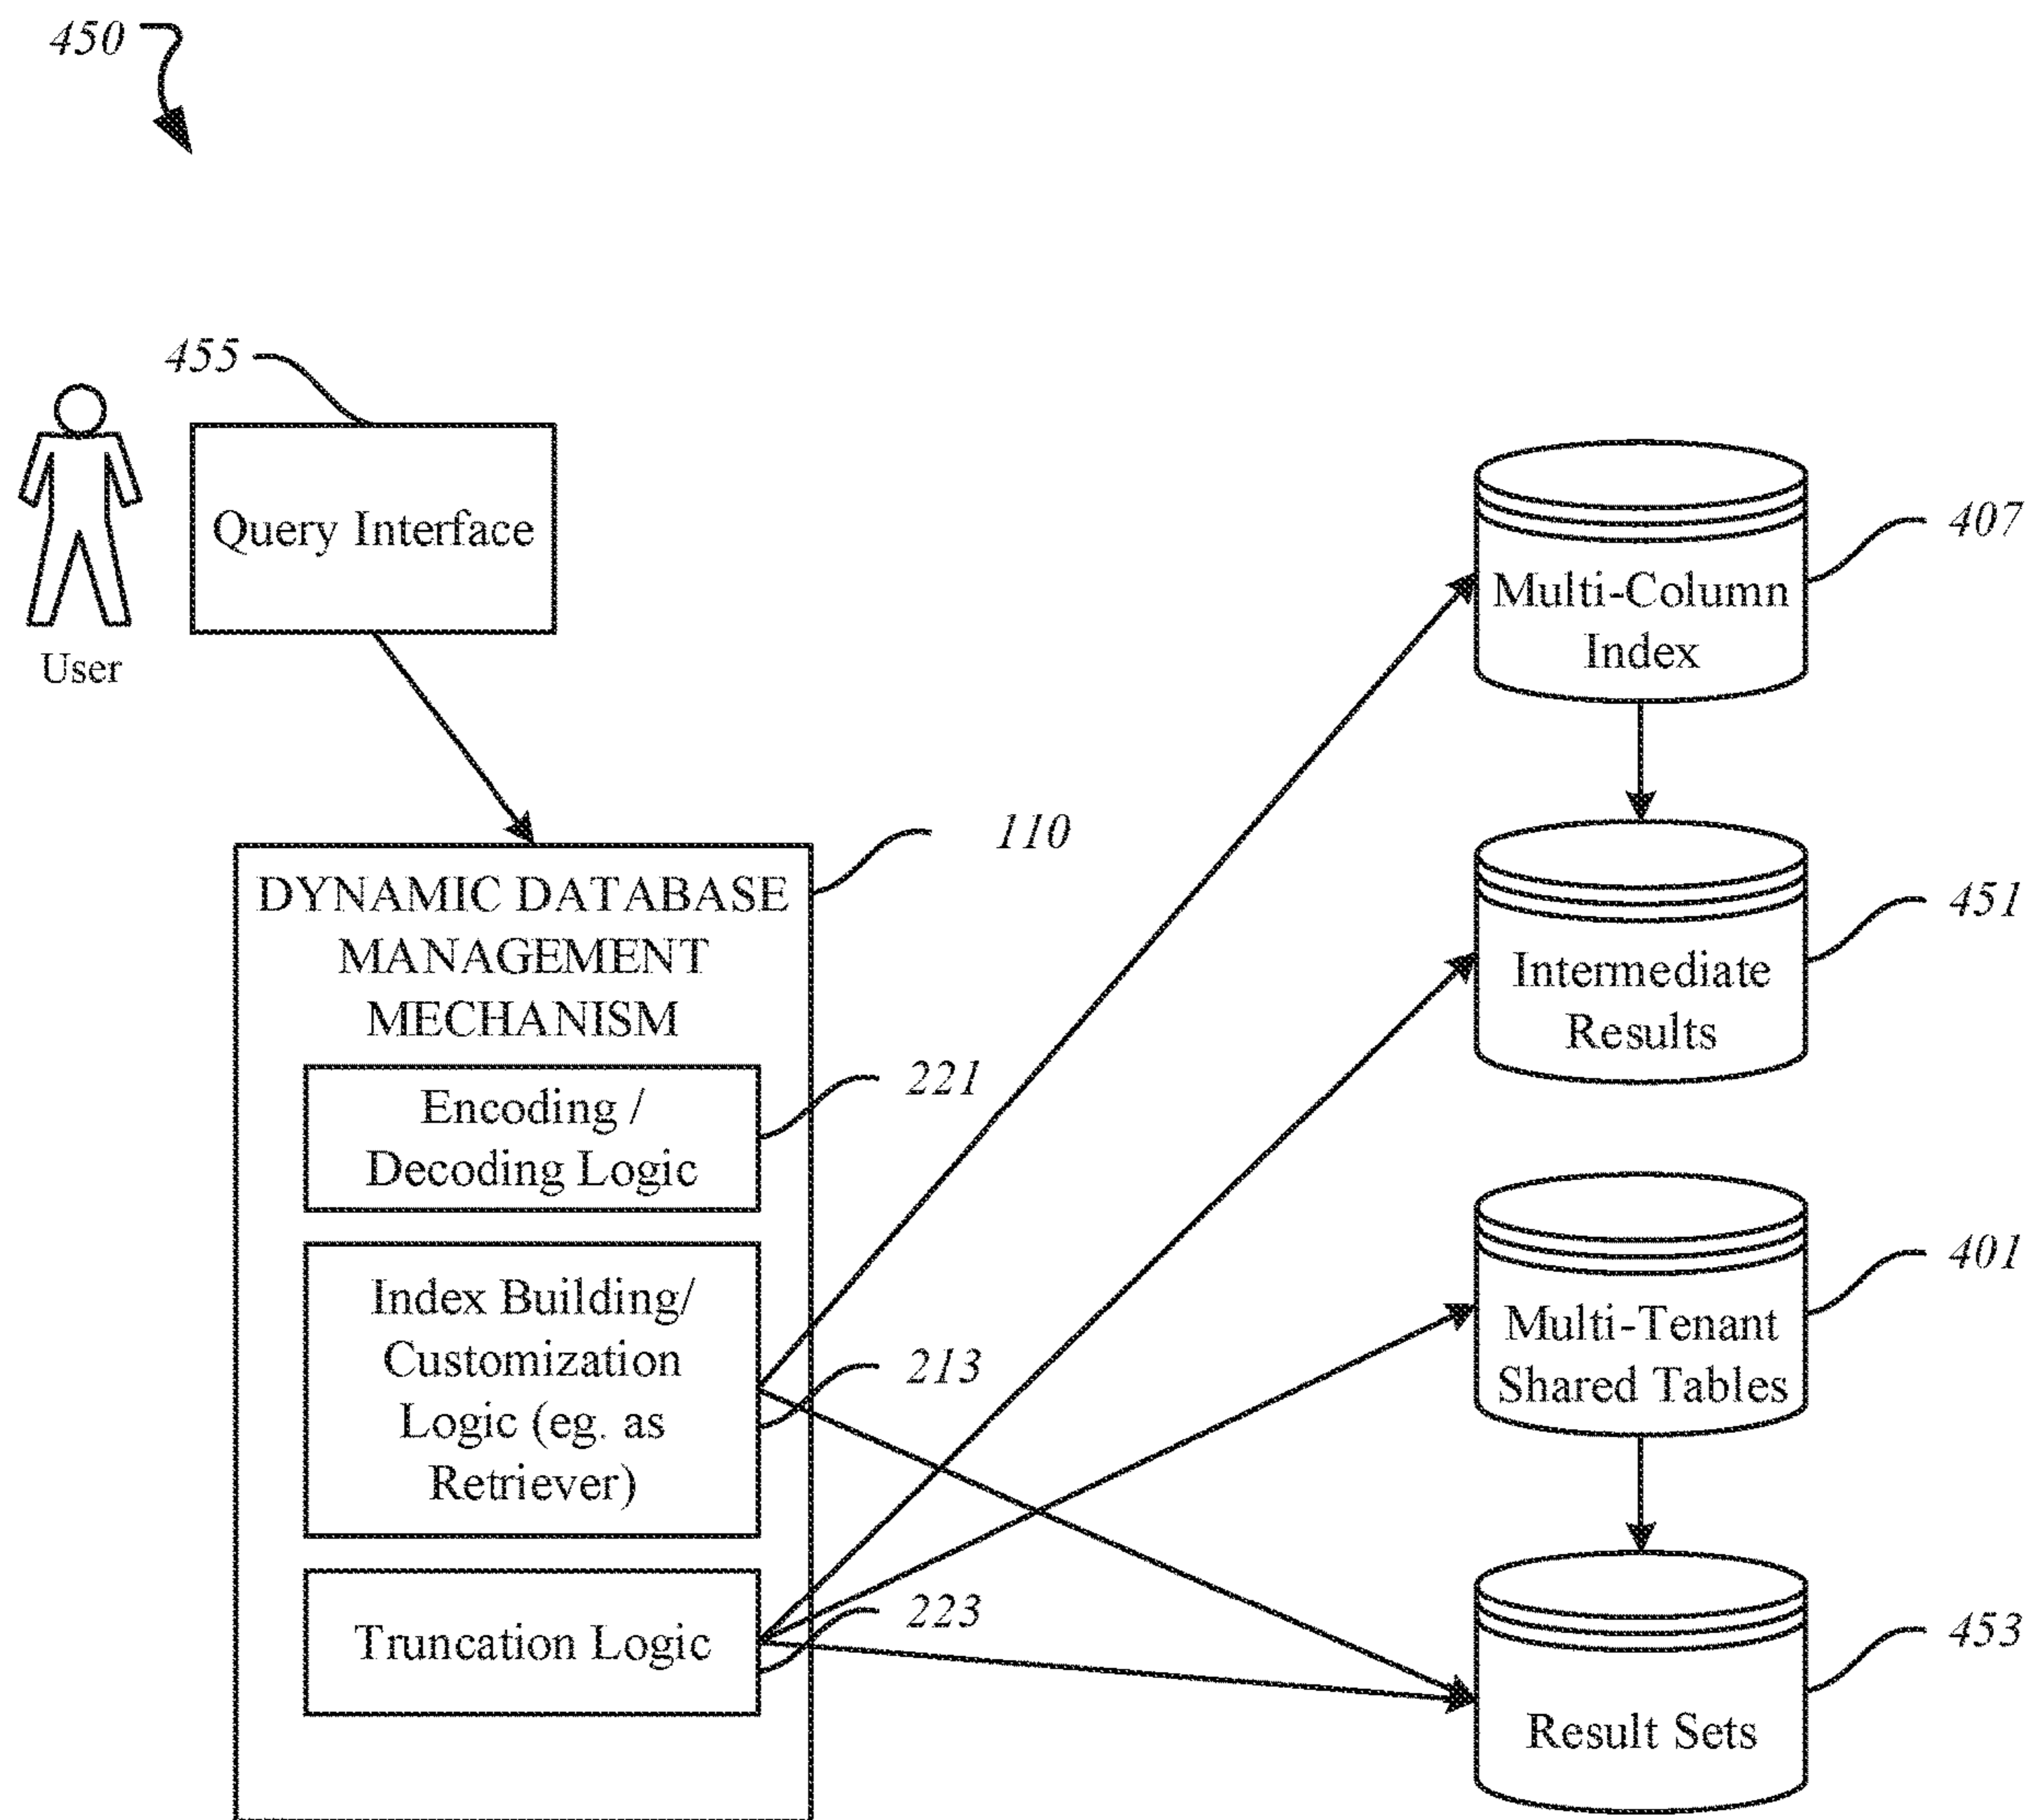 450
455
Query Interface
User
407
Multi-Column
Index
110
DYNAMIC DATABASE
MANAGEMENT
MECHANISM
451
Intermediate
Results
221
Encoding /
Decoding Logic
401
Multi-Tenant
Shared Tables
213
Index Building/
Customization
Logic (eg. as
Retriever)
223
Truncation Logic
453
Result Sets